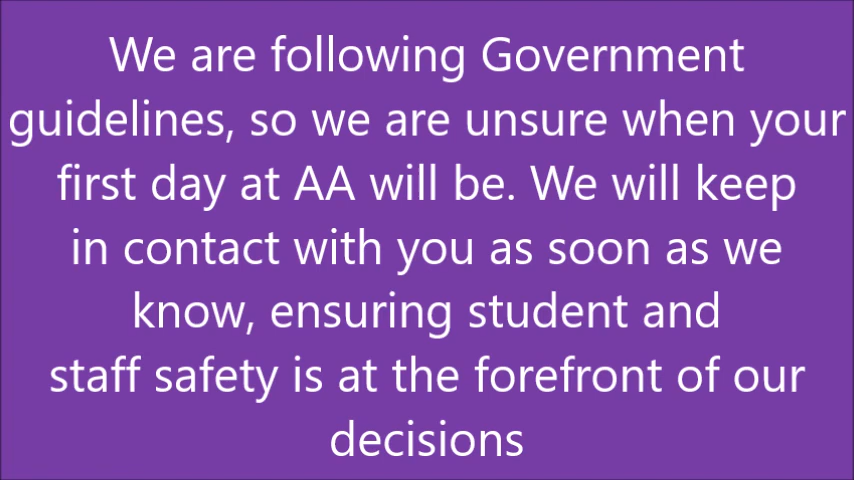 We are following Government
guidelines, so we are unsure when your
first day at AA will be. We will keep
in contact with you as soon as we
know, ensuring student and
staff safety is at the forefront of our
decisions